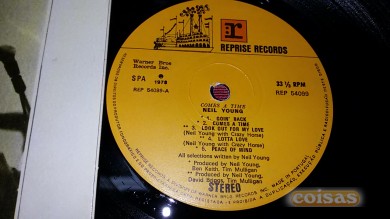 REPRISE RECORDS
Warner Bros.
Records Inc.
SPA
1978
REP 54099-A
33 ⅓ RPM
REP 54099
COMES A TIME
NEIL YOUNG
* 1. GOIN' BACK
* 2. COMES A TIME
** 3. LOOK OUT FOR MY LOVE
(Neil Young with Crazy Horse)
** 4. LOTTA LOVE
(Neil Young with Crazy Horse)
* 5. PEACE OF MIND
All selections written by Neil Young
* Produced by Neil Young,
Ben Keith, Tim Mulligan
** Produced by Neil Young,
David Briggs, Tim Mulligan
STEREO
MADE IN PORTUGAL
coisas